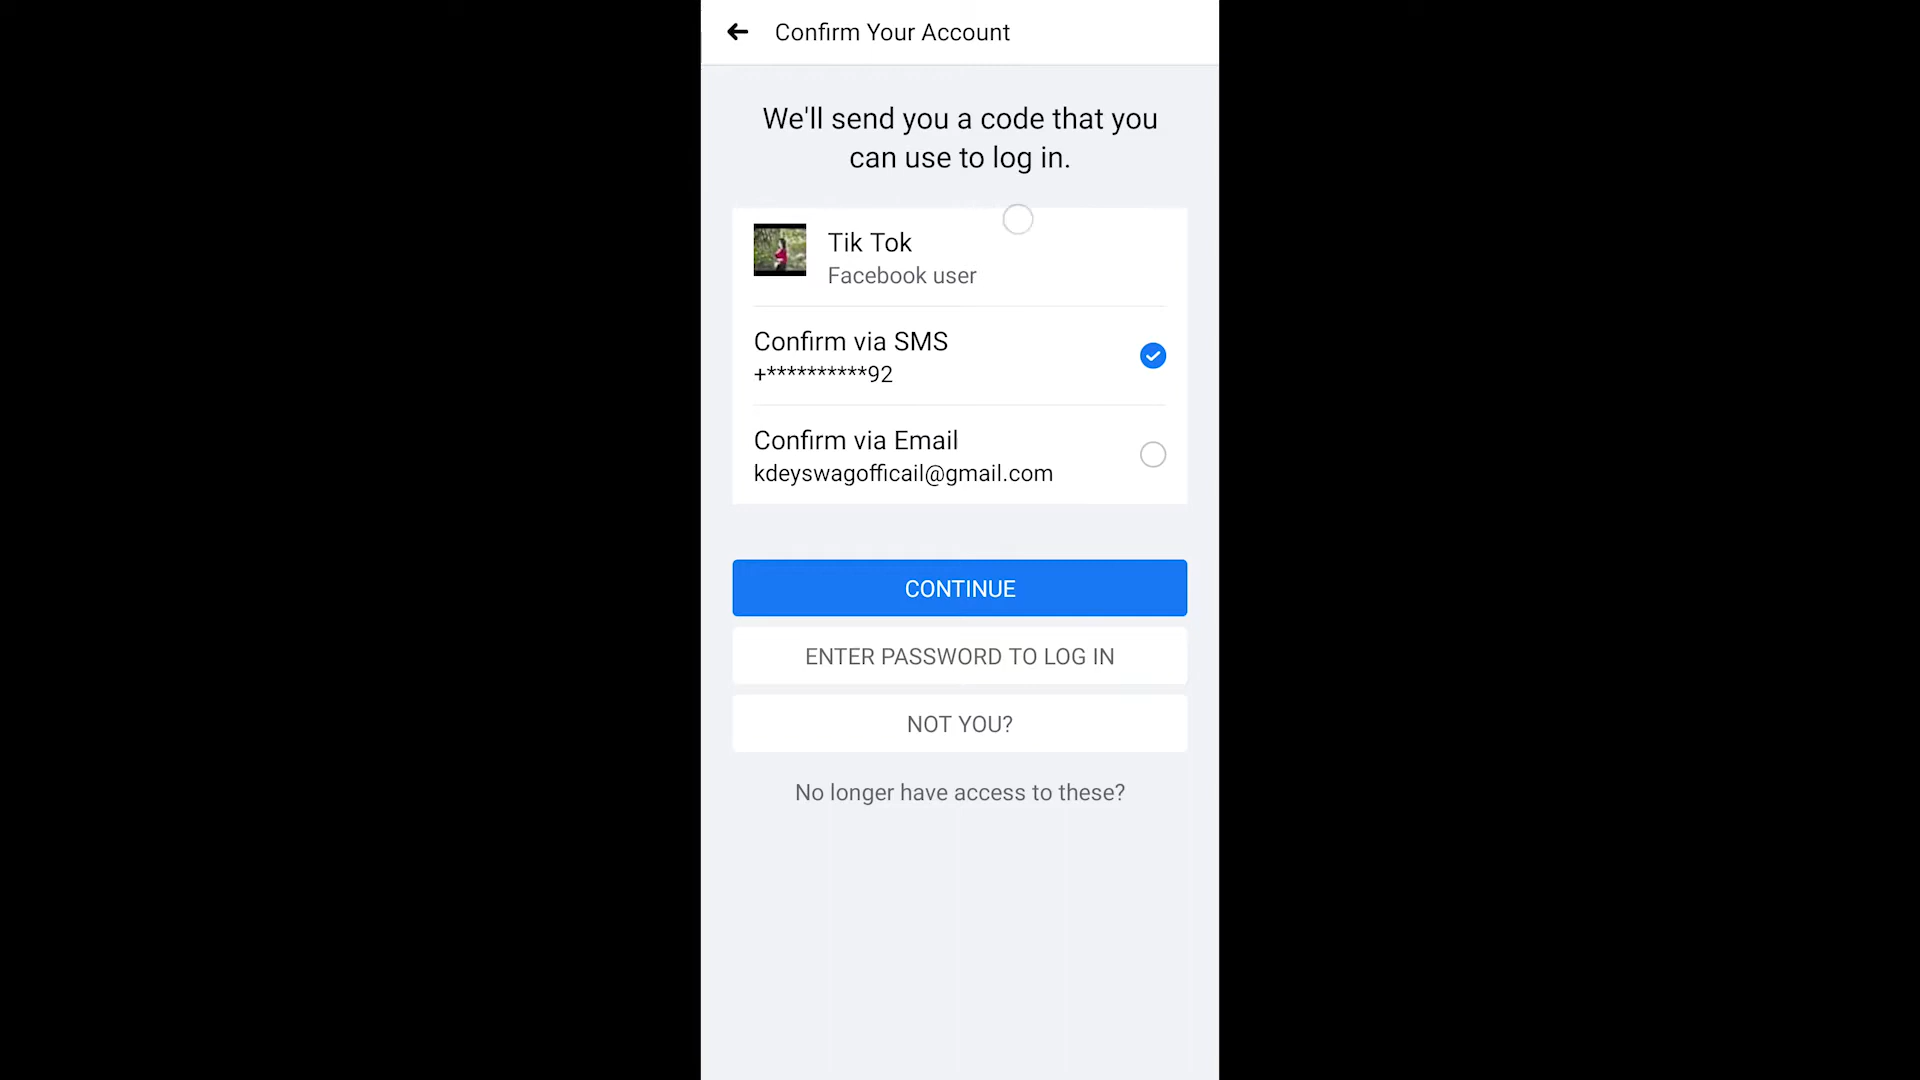 Confirm Your Account
We'll send you a code that you
can use to log in.
Tik Tok
Facebook user
Confirm via SMS
+**********92
Confirm via Email
kdeyswagofficail@gmail.com
CONTINUE
ENTER PASSWORD TO LOG IN
NOT YOU?
No longer have access to these?